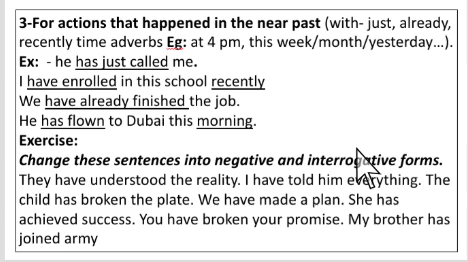 3-For actions that happened in the near past (with- just, already,
recently time adverbs Eg: at 4 pm, this week/month/yesterday...).
Ex:  - he has just called me.
I have enrolled in this school recently
We have already finished the job.
He has flown to Dubai this morning.
Exercise:
Change these sentences into negative and interrogative forms.
They have understood the reality. I have told him everything. The
child has broken the plate. We have made a plan. She has
achieved success. You have broken your promise. My brother has
joined army